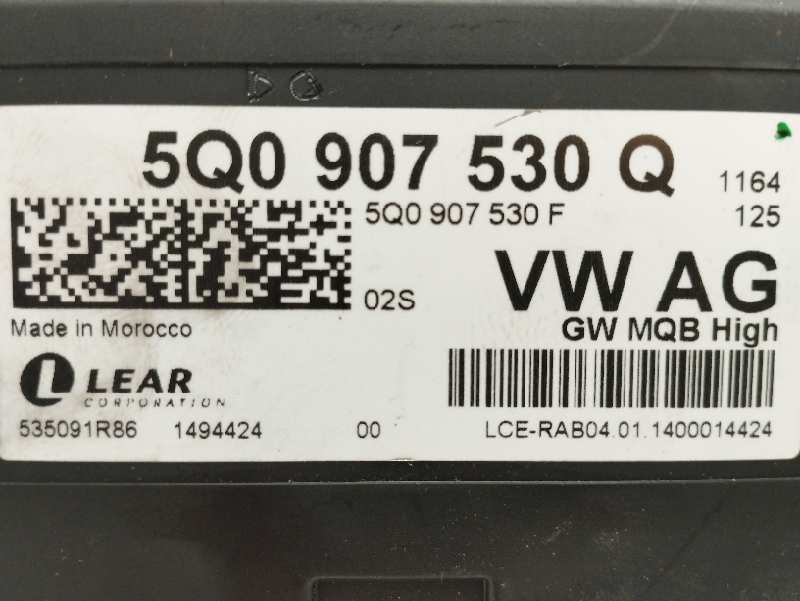 5Q0 907 530 Q 1164
5Q0 907 530 F 125
02S VW AG
Made in Morocco GW MQB High
LEAR
CORPORATION
535091R86 1494424 00 LCE-RAB04.01.1400014424